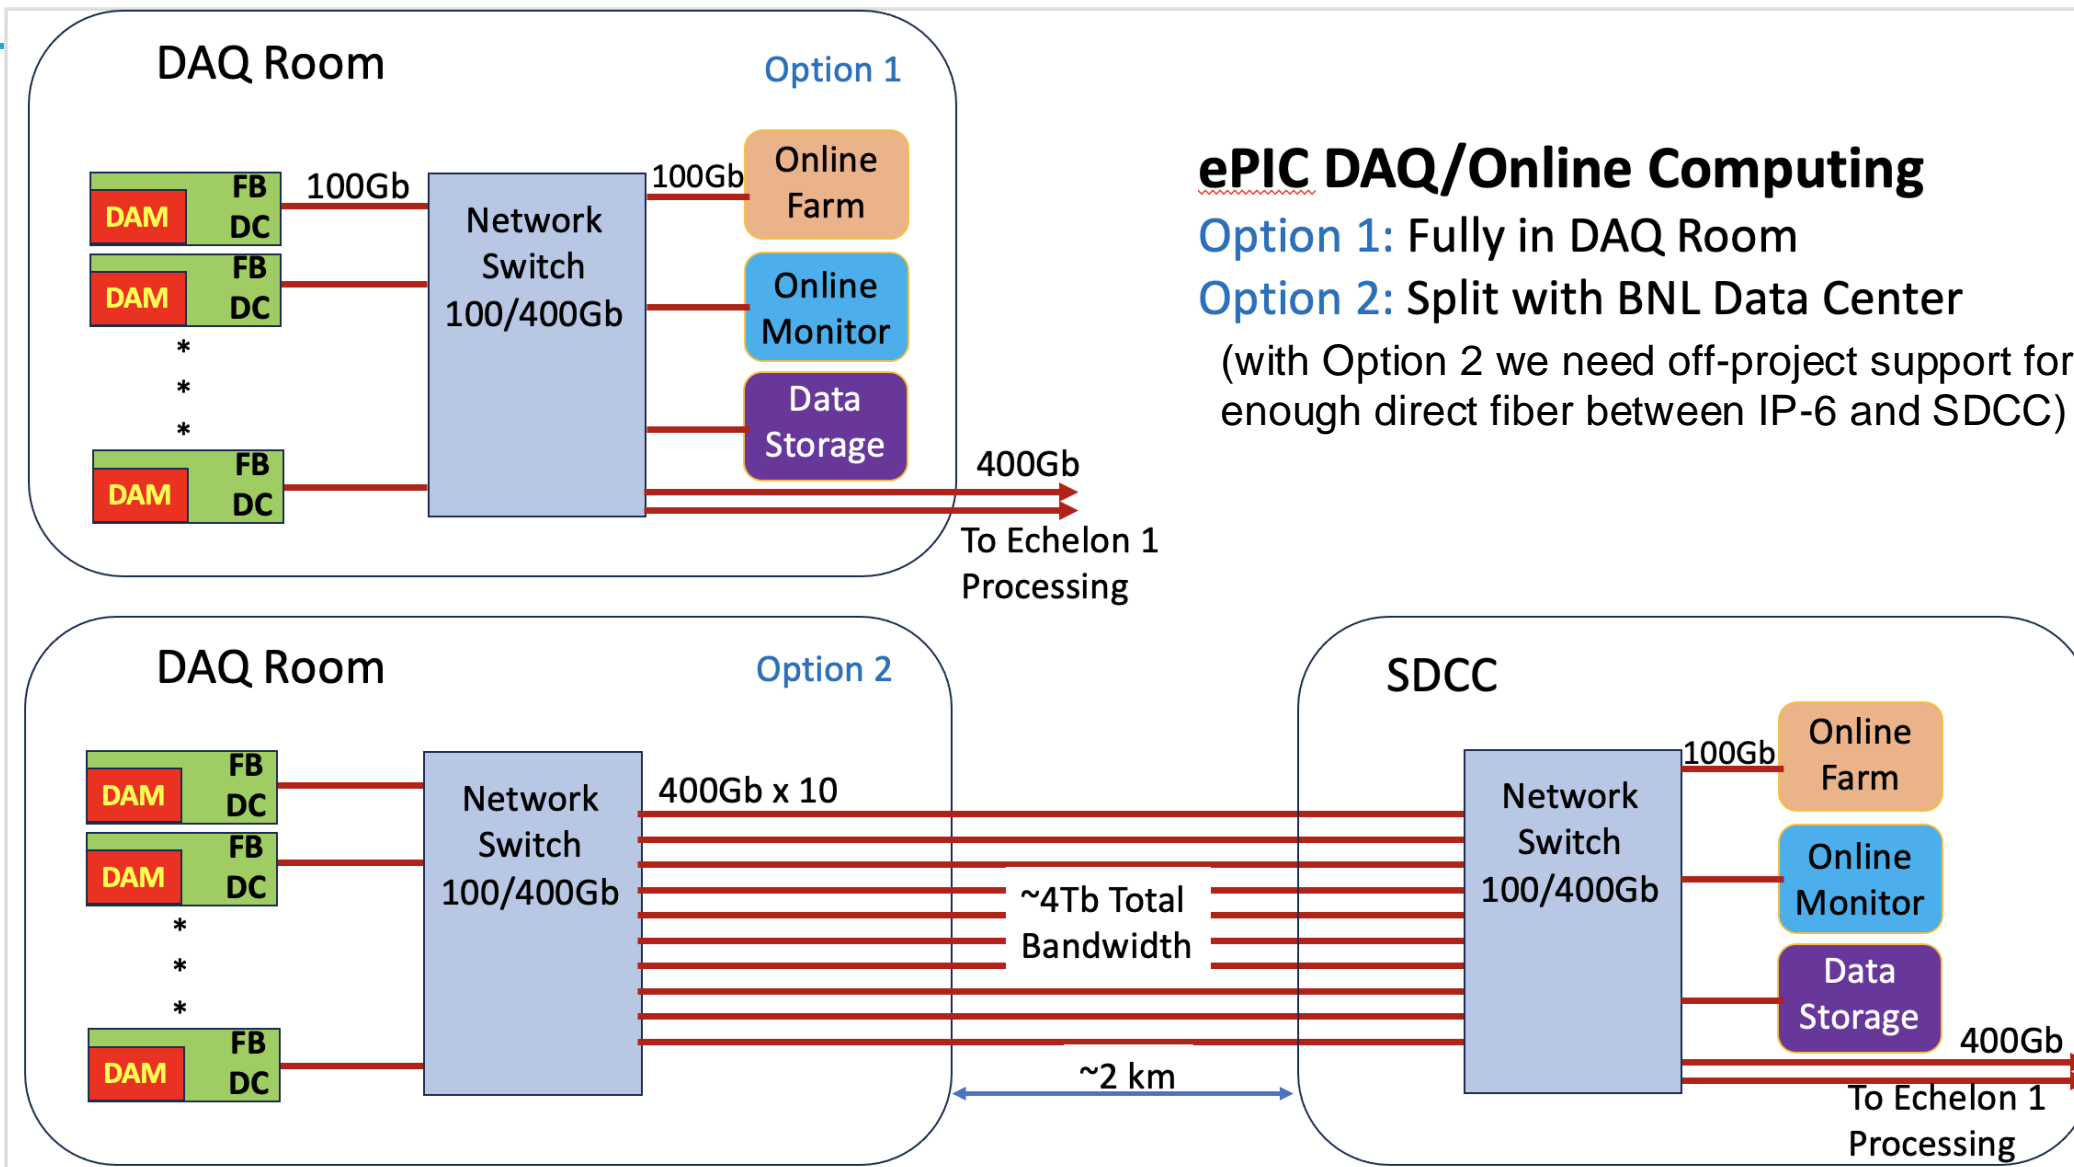 DAQ Room
Option 1
FB
DC
DAM
100Gb
FB
DC
DAM
*
*
*
FB
DC
DAM
Network
Switch
100/400Gb
100Gb
Online
Farm
Online
Monitor
Data
Storage
400Gb
To Echelon 1
Processing
ePIC DAQ/Online Computing
Option 1: Fully in DAQ Room
Option 2: Split with BNL Data Center
(with Option 2 we need off-project support for
enough direct fiber between IP-6 and SDCC)
DAQ Room
Option 2
FB
DC
DAM
FB
DC
DAM
*
*
*
FB
DC
DAM
Network
Switch
100/400Gb
400Gb x 10
~4Tb Total
Bandwidth
~2 km
SDCC
Network
Switch
100/400Gb
100Gb
Online
Farm
Online
Monitor
Data
Storage
400Gb
To Echelon 1
Processing